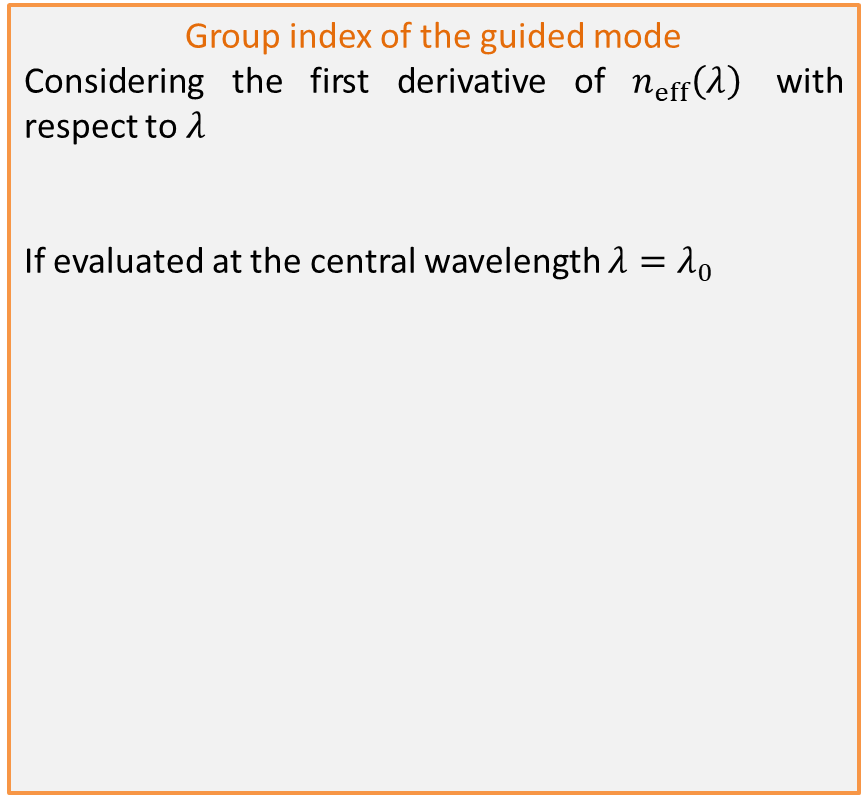 Group index of the guided mode
Considering the first derivative of n_eff(λ) with
respect to λ
If evaluated at the central wavelength λ = λ₀